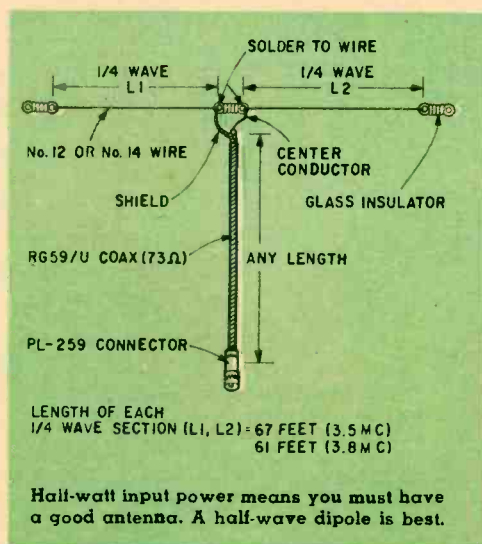 SOLDER TO WIRE
1/4 WAVE
L1
1/4 WAVE
L2
No. 12 OR No. 14 WIRE
CENTER
CONDUCTOR
SHIELD
GLASS INSULATOR
RG59/U COAX (73Ω)
ANY LENGTH
PL-259 CONNECTOR
LENGTH OF EACH
1/4 WAVE SECTION (L1, L2) = 67 FEET (3.5 MC)
61 FEET (3.8 MC)
Half-watt input power means you must have
a good antenna. A half-wave dipole is best.